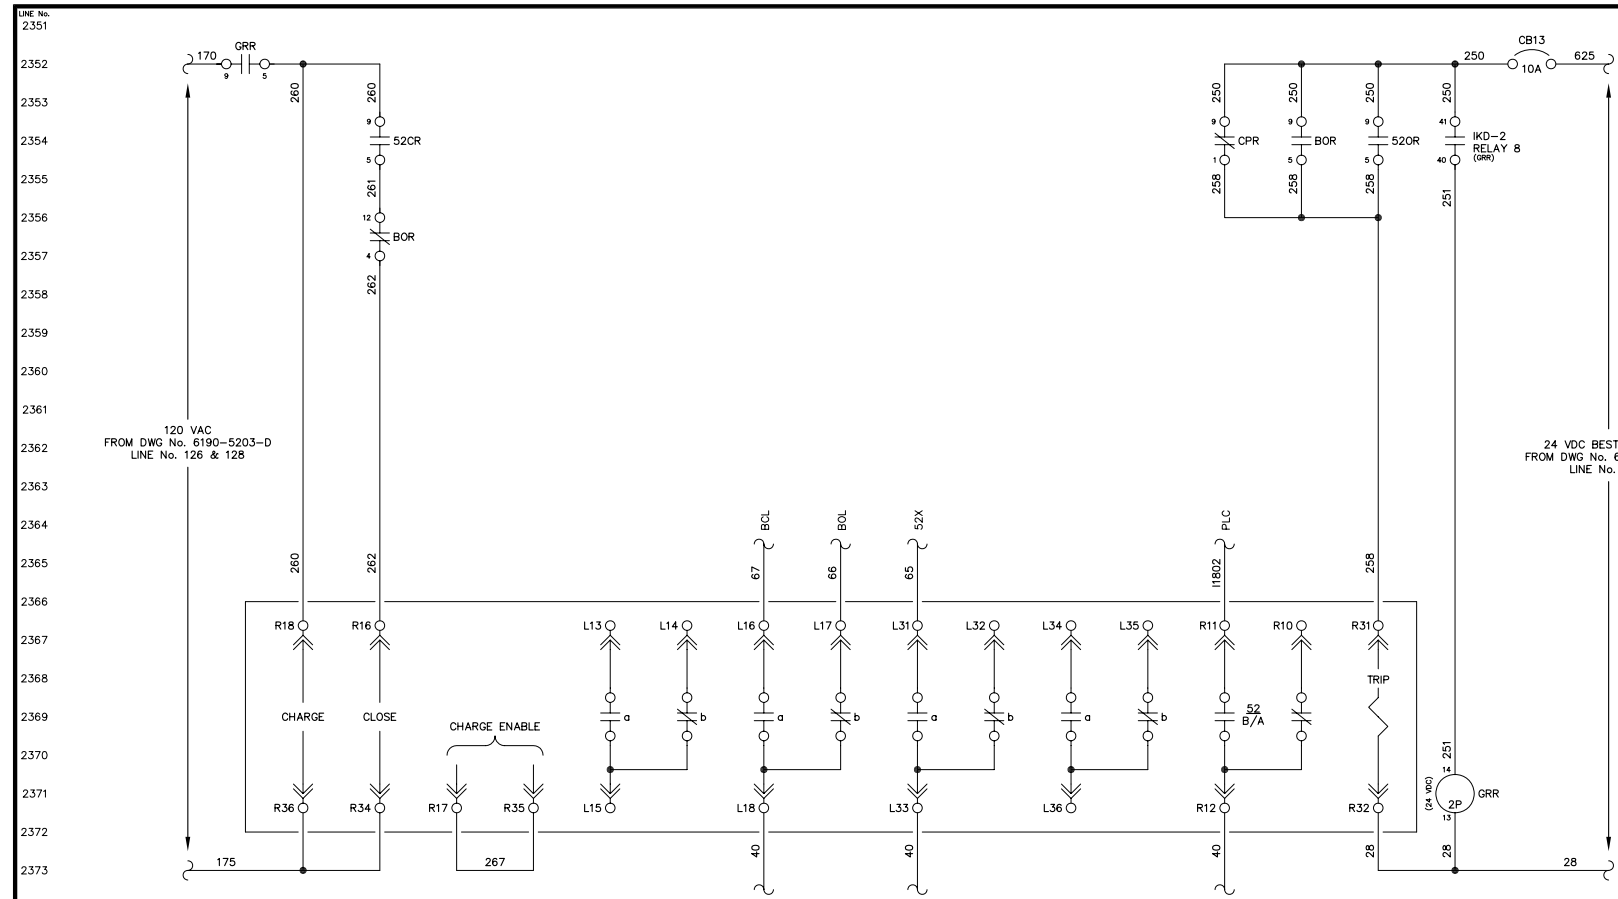 LINE No.
2351
GRR
CB13
2352
170
9
5
250
10A
625
2353
260
260
250
250
250
250
2354
9
52CR
5
9
CPR
1
9
BOR
5
9
52OR
5
41
IKD-2
RELAY 8
(GRR)
40
2355
261
258
258
258
251
2356
12
BOR
2357
4
262
2358
2359
2360
2361
120 VAC
FROM DWG No. 6190-5203-D
LINE No. 126 & 128
2362
24 VDC BEST
FROM DWG No. 6
LINE No.
2363
2364
BCL
BOL
52X
PLC
2365
260
262
67
66
65
I1802
258
2366
R18
R16
L13
L14
L16
L17
L31
L32
L34
L35
R11
R10
R31
2367
2368
TRIP
2369
CHARGE
CLOSE
CHARGE ENABLE
a
b
a
b
a
b
a
b
52
B/A
2370
251
14
2371
R36
R34
R17
R35
L15
L18
L33
L36
R12
R32
(24 VDC)
2P
GRR
13
2372
2373
175
267
40
40
40
28
28
28